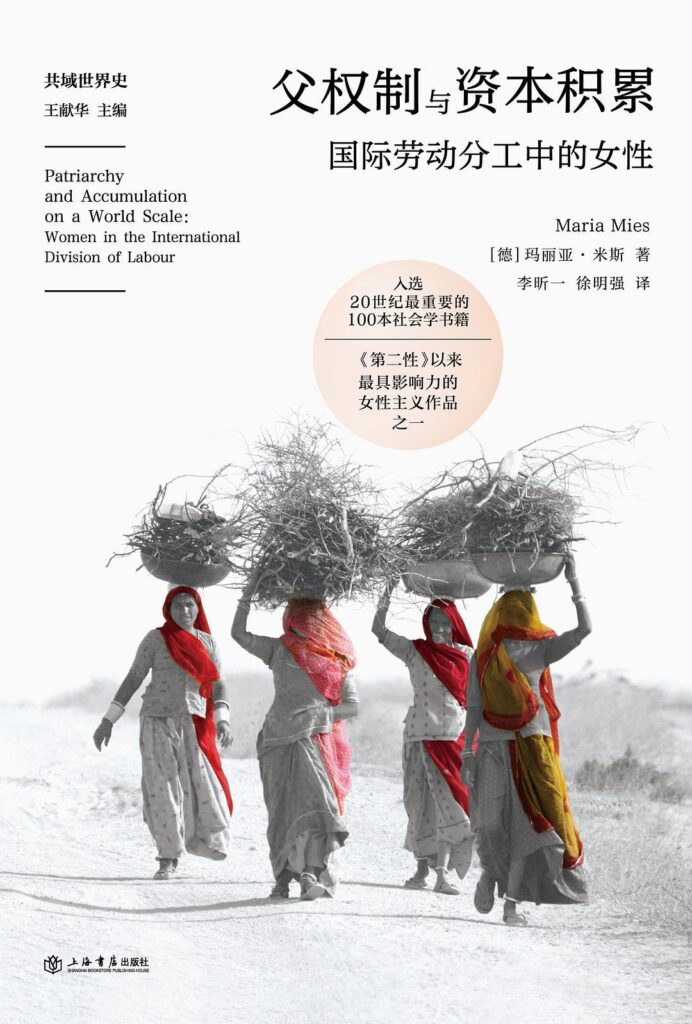 共域世界史
王献华 主编
Patriarchy
and Accumulation
on a World Scale:
Women in the International
Division of Labour
父权制与资本积累
国际劳动分工中的女性
Maria Mies
[德]玛丽亚·米斯 著
李昕一 徐明强 译
入选
20世纪最重要的
100本社会学书籍
《第二性》以来
最具影响力的
女性主义作品
之一
上海书店出版社
SHANGHAI BOOKSTORE PUBLISHING HOUSE